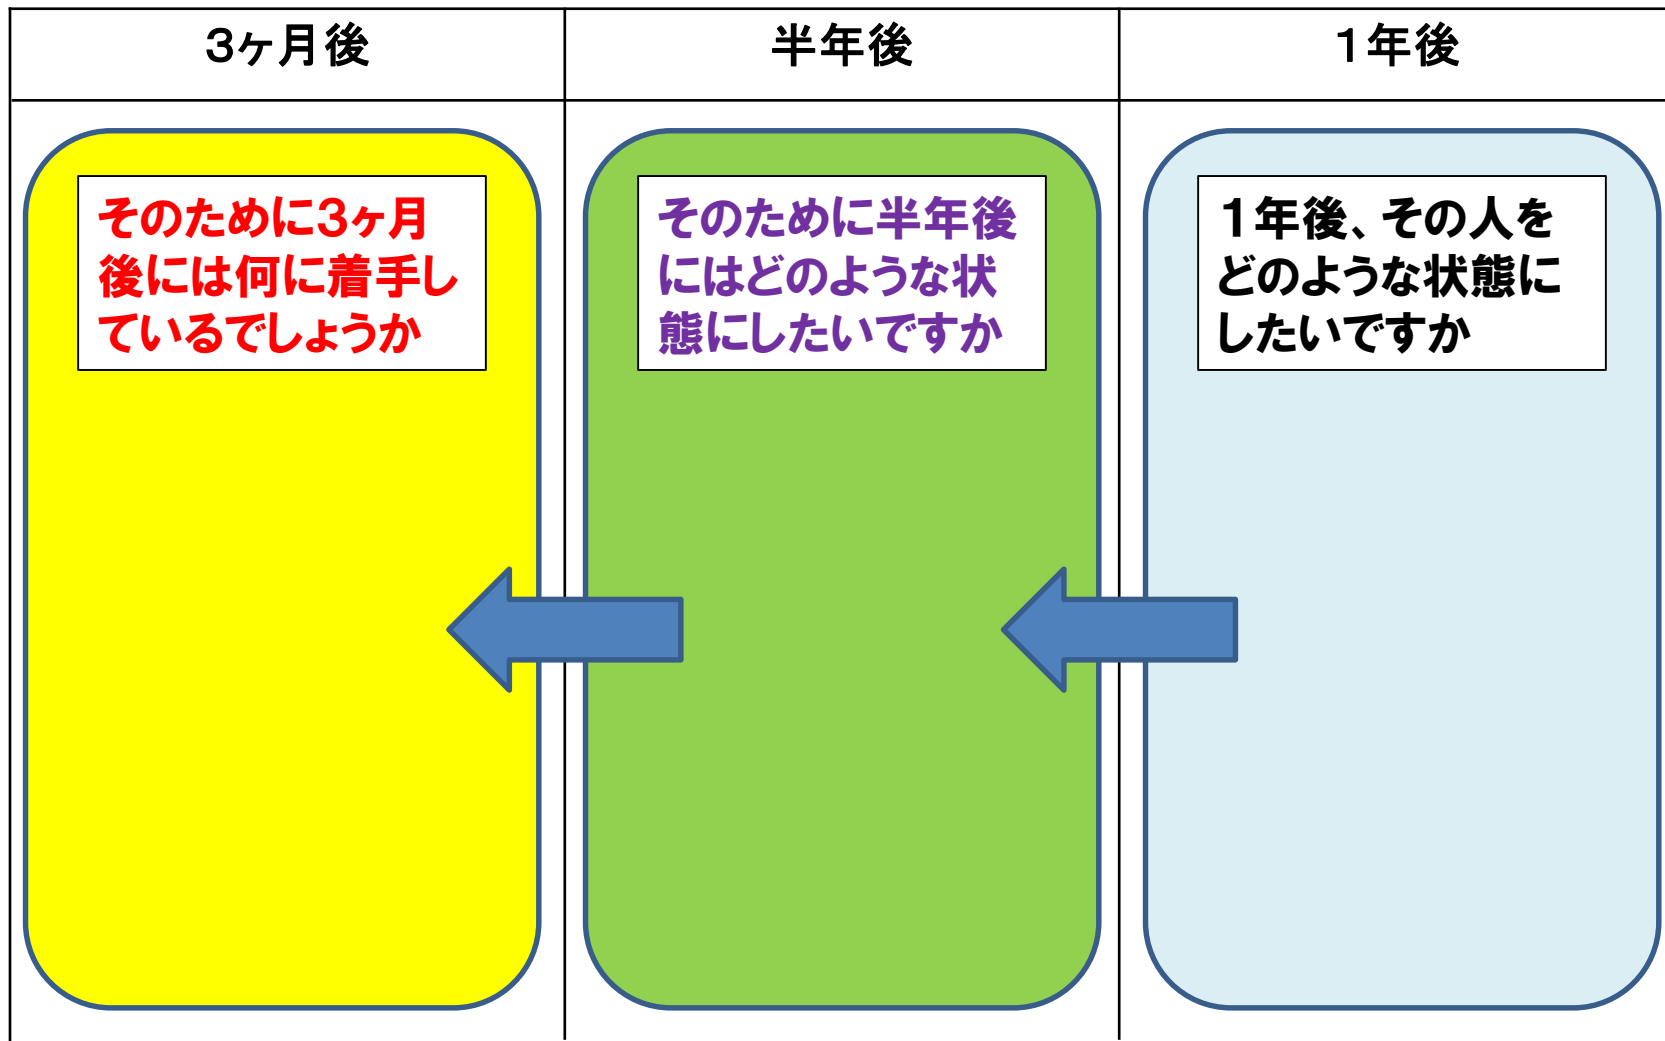 3ヶ月後
半年後
1年後
そのために3ヶ月
後には何に着手し
ているでしょうか
そのために半年後
にはどのような状
態にしたいですか
1年後、その人を
どのような状態に
したいですか